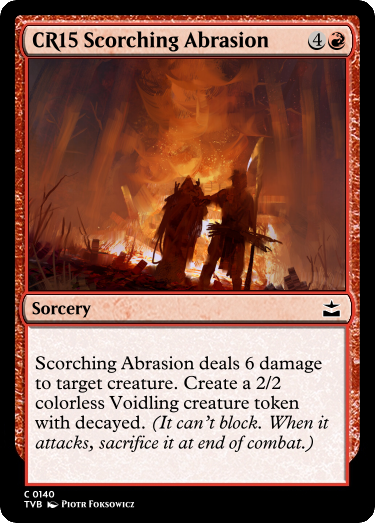 CR15 Scorching Abrasion 4
Sorcery
Scorching Abrasion deals 6 damage
to target creature. Create a 2/2
colorless Voidling creature token
with decayed. (It can't block. When it
attacks, sacrifice it at end of combat.)
C 0140
TVB Piotr Foksowicz